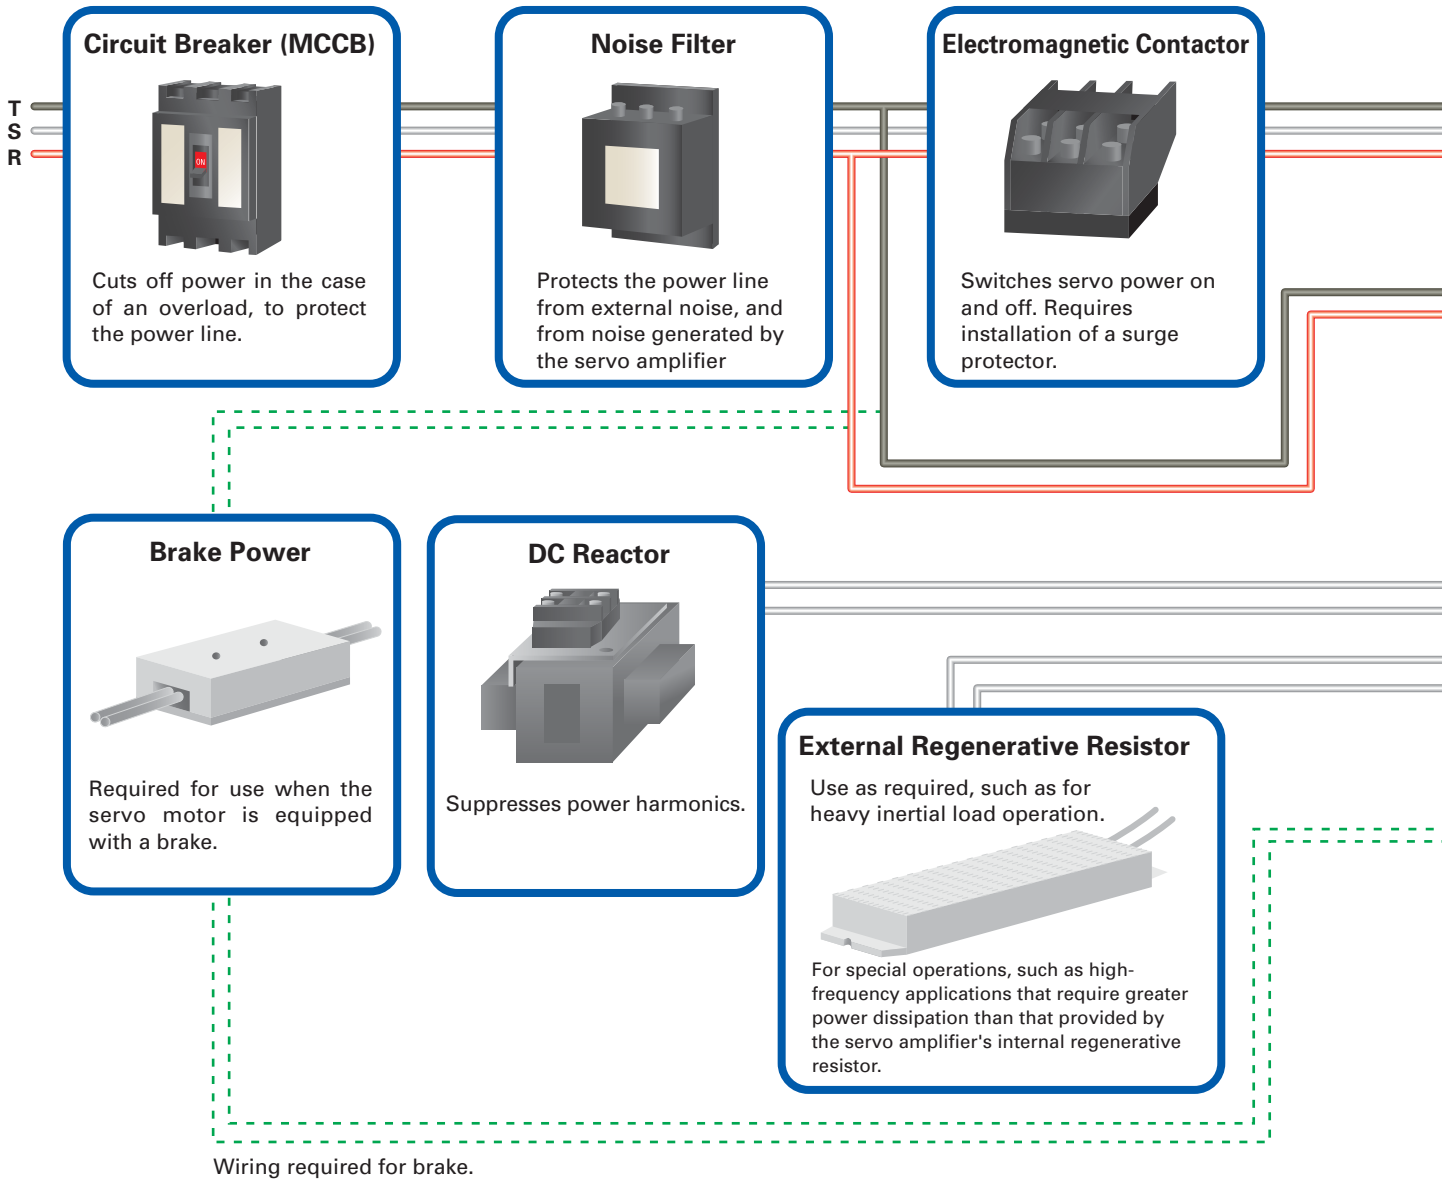 Circuit Breaker (MCCB)
Noise Filter
Electromagnetic Contactor
T
S
R
ON
Cuts off power in the case
of an overload, to protect
the power line.
Protects the power line
from external noise, and
from noise generated by
the servo amplifier
Switches servo power on
and off. Requires
installation of a surge
protector.
Brake Power
Required for use when the
servo motor is equipped
with a brake.
DC Reactor
Suppresses power harmonics.
External Regenerative Resistor
Use as required, such as for
heavy inertial load operation.
For special operations, such as high-
frequency applications that require greater
power dissipation than that provided by
the servo amplifier's internal regenerative
resistor.
Wiring required for brake.